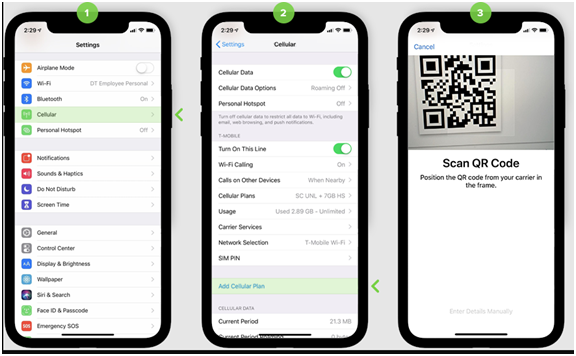 1
2:29
Settings
Airplane Mode
Wi-Fi DT Employee Personal
Bluetooth On
Cellular
Personal Hotspot Off
Notifications
Sounds & Haptics
Do Not Disturb
Screen Time
General
Control Center
AA Display & Brightness
Wallpaper
Siri & Search
Face ID & Passcode
SOS Emergency SOS
2
2:29
Settings Cellular
Cellular Data
Cellular Data Options Roaming Off
Personal Hotspot Off
Turn off cellular data to restrict all data to Wi-Fi, including
email, web browsing, and push notifications.
T-MOBILE
Turn On This Line
Wi-Fi Calling On
Calls on Other Devices When Nearby
Cellular Plans SC UNL + 7GB HS
Usage Used 2.89 GB - Unlimited
Carrier Services
Network Selection T-Mobile Wi-Fi
SIM PIN
Add Cellular Plan
CELLULAR DATA
Current Period 21.3 MB
Current Period Roaming
3
2:29
Cancel
Scan QR Code
Position the QR code from your carrier in
the frame.
Enter Details Manually